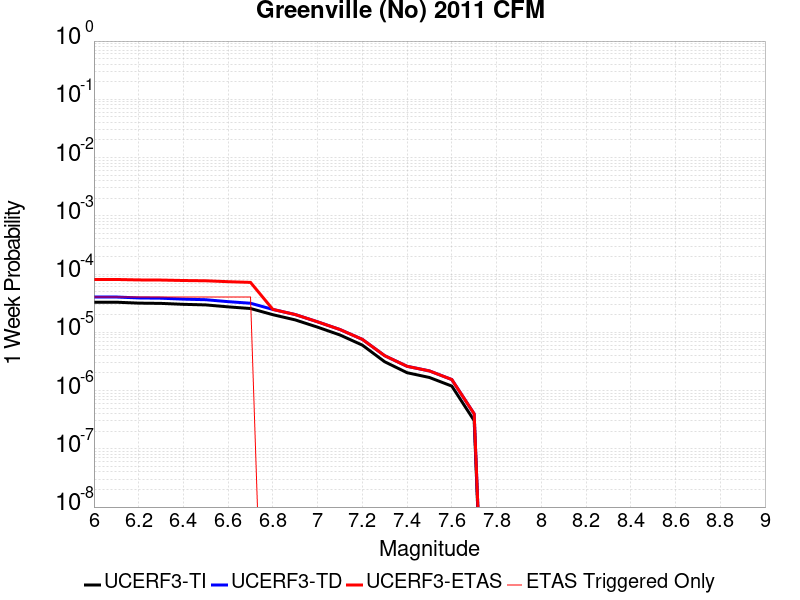 Greenville (No) 2011 CFM
10^0
10^-1
10^-2
10^-3
10^-4
10^-5
10^-6
10^-7
10^-8
1 Week Probability
6 6.2 6.4 6.6 6.8 7 7.2 7.4 7.6 7.8 8 8.2 8.4 8.6 8.8 9
Magnitude
UCERF3-TI UCERF3-TD UCERF3-ETAS ETAS Triggered Only